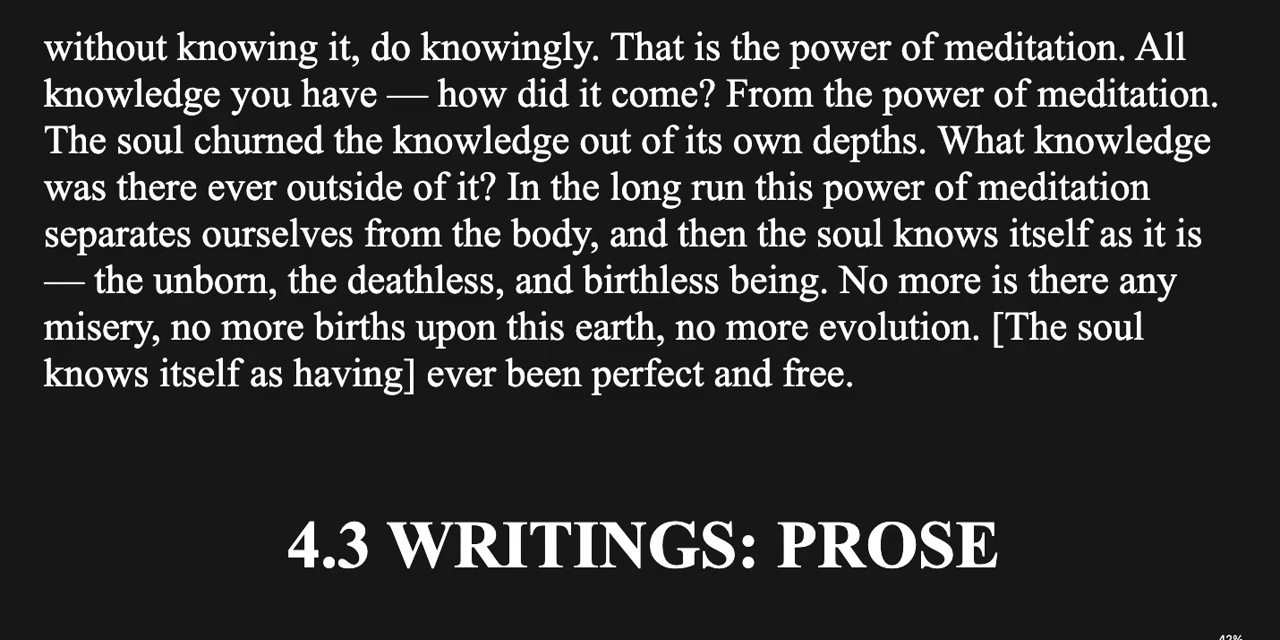 without knowing it, do knowingly. That is the power of meditation. All
knowledge you have — how did it come? From the power of meditation.
The soul churned the knowledge out of its own depths. What knowledge
was there ever outside of it? In the long run this power of meditation
separates ourselves from the body, and then the soul knows itself as it is
— the unborn, the deathless, and birthless being. No more is there any
misery, no more births upon this earth, no more evolution. [The soul
knows itself as having] ever been perfect and free.
4.3 WRITINGS: PROSE
42%